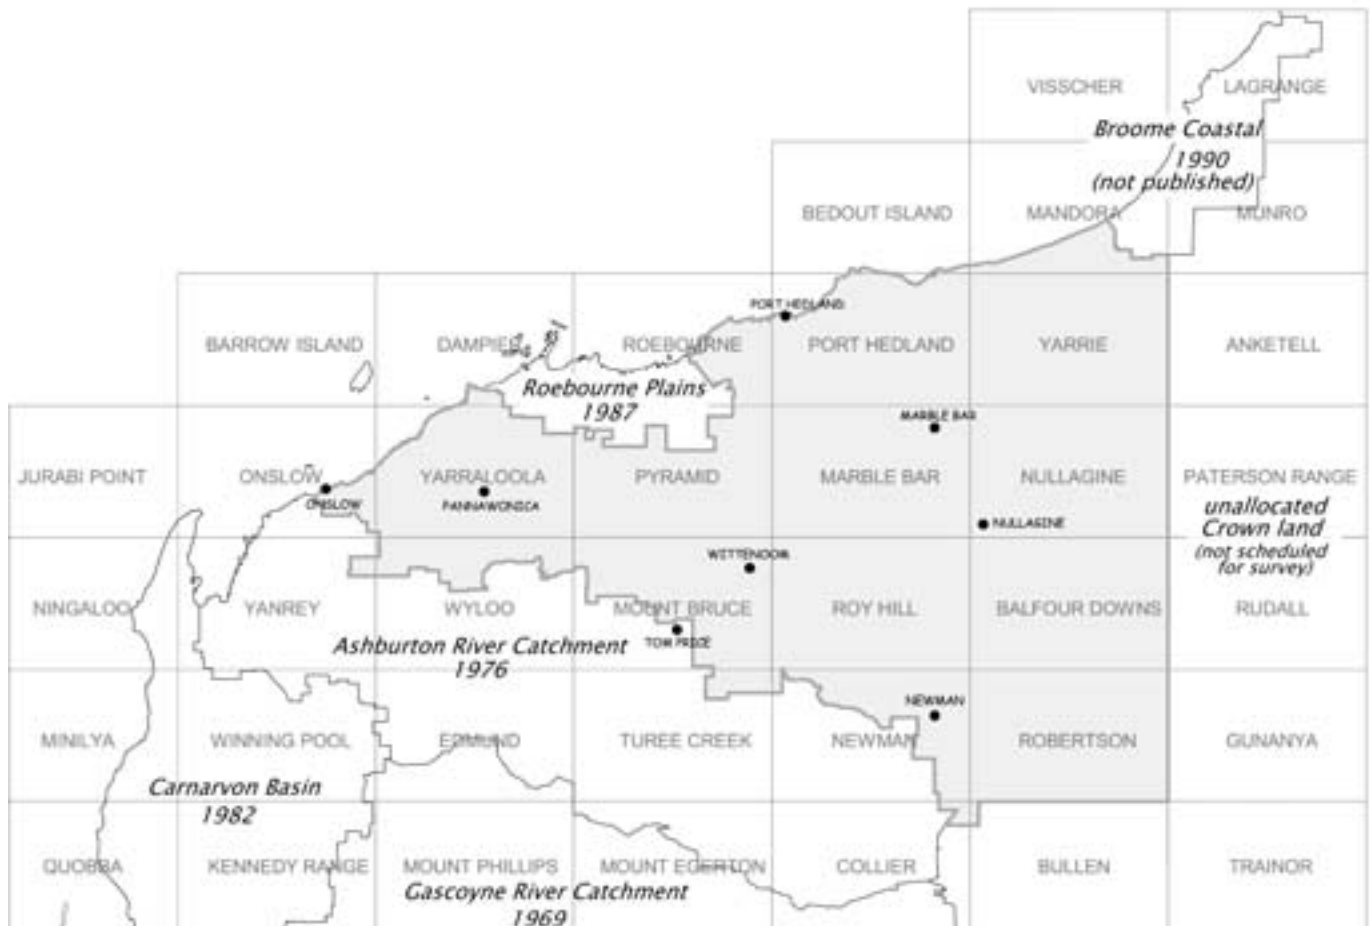 VISSCHER
LAGRANGE
Broome Coastal
1990
(not published)
BEDOUT ISLAND
MANDORA
MUNRO
PORT HEDLAND
BARROW ISLAND
DAMPIER
ROEBOURNE
PORT HEDLAND
YARRIE
ANKETELL
Roebourne Plains
1987
MARBLE BAR
JURABI POINT
ONSLOW
YARRALOOLA
PYRAMID
MARBLE BAR
NULLAGINE
PATERSON RANGE
ONSLOW
PANNAWONICA
unallocated
Crown land
(not scheduled
for survey)
NULLAGINE
WITTENOOM
NINGALOO
YANREY
WYLOO
MOUNT BRUCE
ROY HILL
BALFOUR DOWNS
RUDALL
TOM PRICE
Ashburton River Catchment
1976
NEWMAN
MINILYA
WINNING POOL
EDMUND
TUREE CREEK
NEWMAN
ROBERTSON
GUNANYA
Carnarvon Basin
1982
QUOBBA
KENNEDY RANGE
MOUNT PHILLIPS
MOUNT EGERTON
COLLIER
BULLEN
TRAINOR
Gascoyne River Catchment
1969